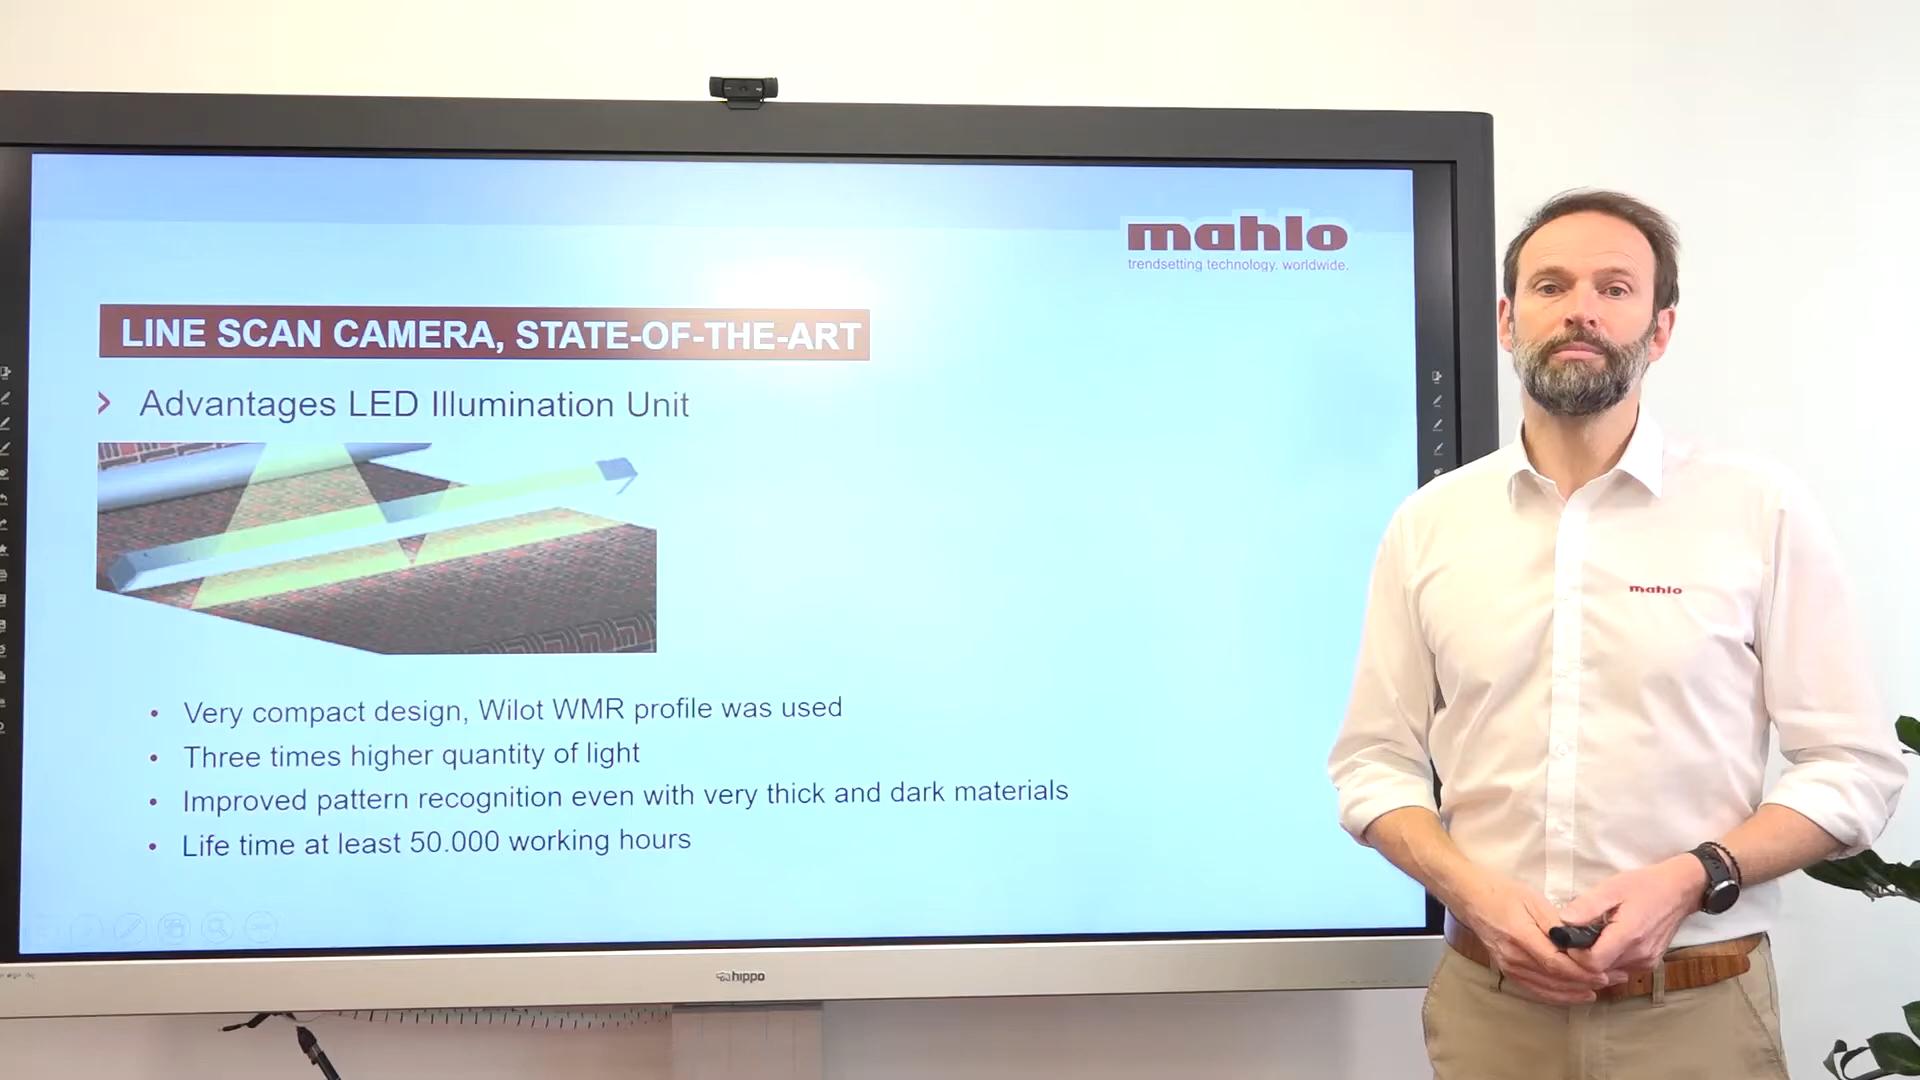 mahlo
trendsetting technology. worldwide.
LINE SCAN CAMERA, STATE-OF-THE-ART
Advantages LED Illumination Unit
• Very compact design, Wilot WMR profile was used
• Three times higher quantity of light
• Improved pattern recognition even with very thick and dark materials
• Life time at least 50.000 working hours
hippo
mahlo